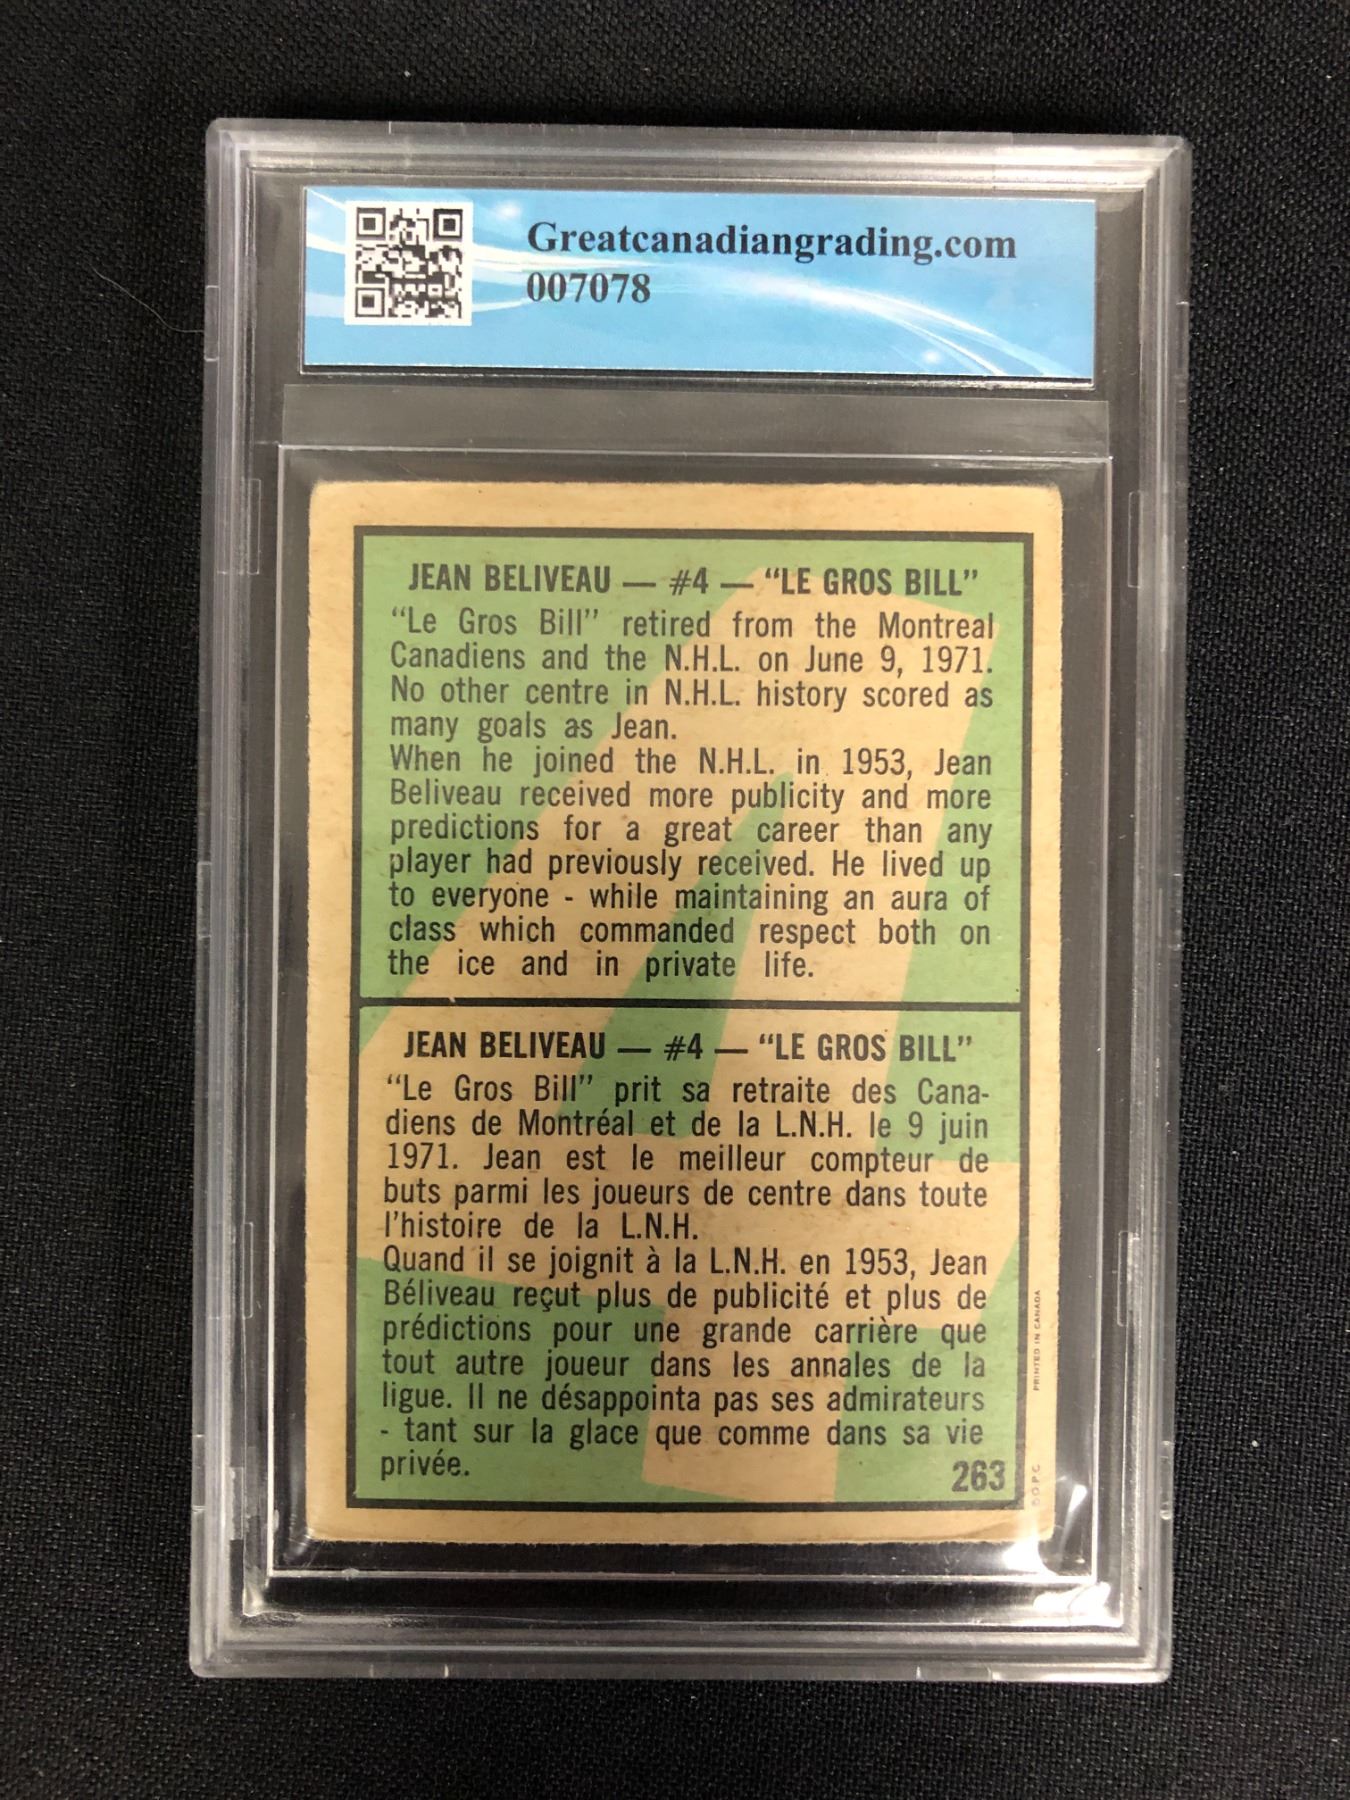 Greatcanadiangrading.com
007078
JEAN BELIVEAU — #4 — “LE GROS BILL”
“Le Gros Bill” retired from the Montreal
Canadiens and the N.H.L. on June 9, 1971.
No other centre in N.H.L. history scored as
many goals as Jean.
When he joined the N.H.L. in 1953, Jean
Beliveau received more publicity and more
predictions for a great career than any
player had previously received. He lived up
to everyone - while maintaining an aura of
class which commanded respect both on
the ice and in private life.
JEAN BELIVEAU — #4 — “LE GROS BILL”
“Le Gros Bill” prit sa retraite des Cana-
diens de Montréal et de la L.N.H. le 9 juin
1971. Jean est le meilleur compteur de
buts parmi les joueurs de centre dans toute
l'histoire de la L.N.H.
Quand il se joignit à la L.N.H. en 1953, Jean
Béliveau reçut plus de publicité et plus de
prédictions pour une grande carrière que
tout autre joueur dans les annales de la
ligue. Il ne désappointa pas ses admirateurs
- tant sur la glace que comme dans sa vie
privée.
263
© O.P.C. PRINTED IN CANADA